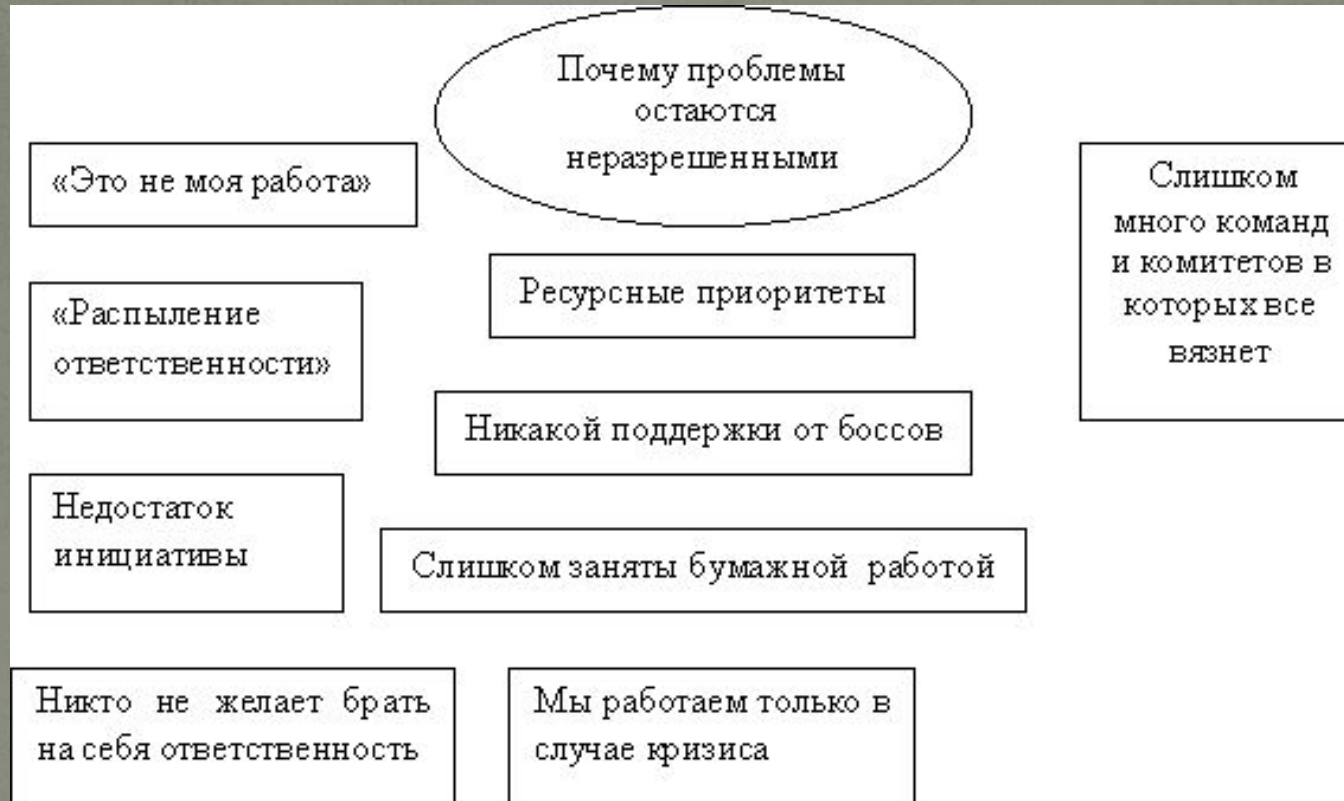 Почему проблемы
остаются
неразрешенными
«Это не моя работа»
Слишком
много команд
и комитетов в
которых все
вязнет
Ресурсные приоритеты
«Распыление
ответственности»
Никакой поддержки от боссов
Недостаток
инициативы
Слишком заняты бумажной работой
Никто не желает брать
на себя ответственность
Мы работаем только в
случае кризиса